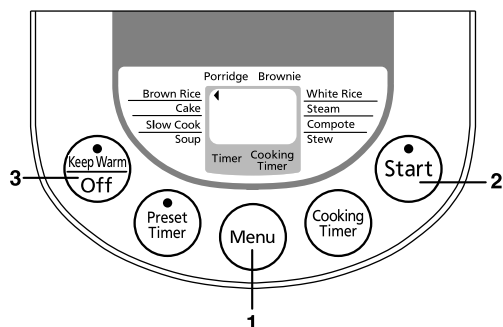 Porridge Brownie
Brown Rice White Rice
Cake Steam
Slow Cook Compote
Soup Stew
Timer Cooking
Timer
Keep Warm
Off
Start
3
2
Preset
Timer
Cooking
Timer
Menu
1